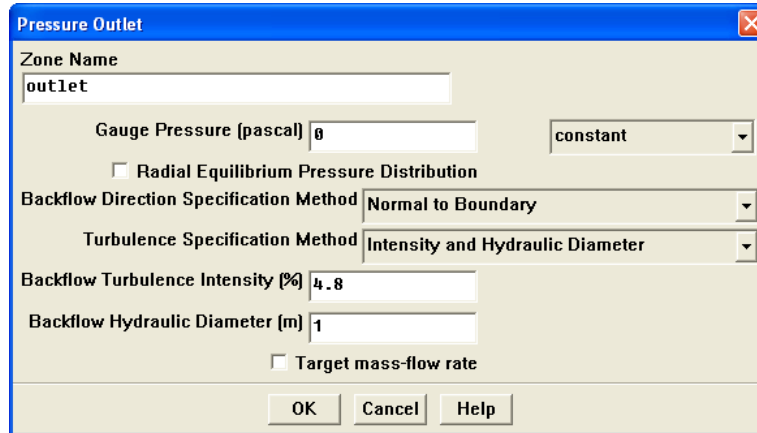 Pressure Outlet
Zone Name
outlet
Gauge Pressure (pascal) 0 constant
Radial Equilibrium Pressure Distribution
Backflow Direction Specification Method Normal to Boundary
Turbulence Specification Method Intensity and Hydraulic Diameter
Backflow Turbulence Intensity (%) 4.8
Backflow Hydraulic Diameter (m) 1
Target mass-flow rate
OK Cancel Help